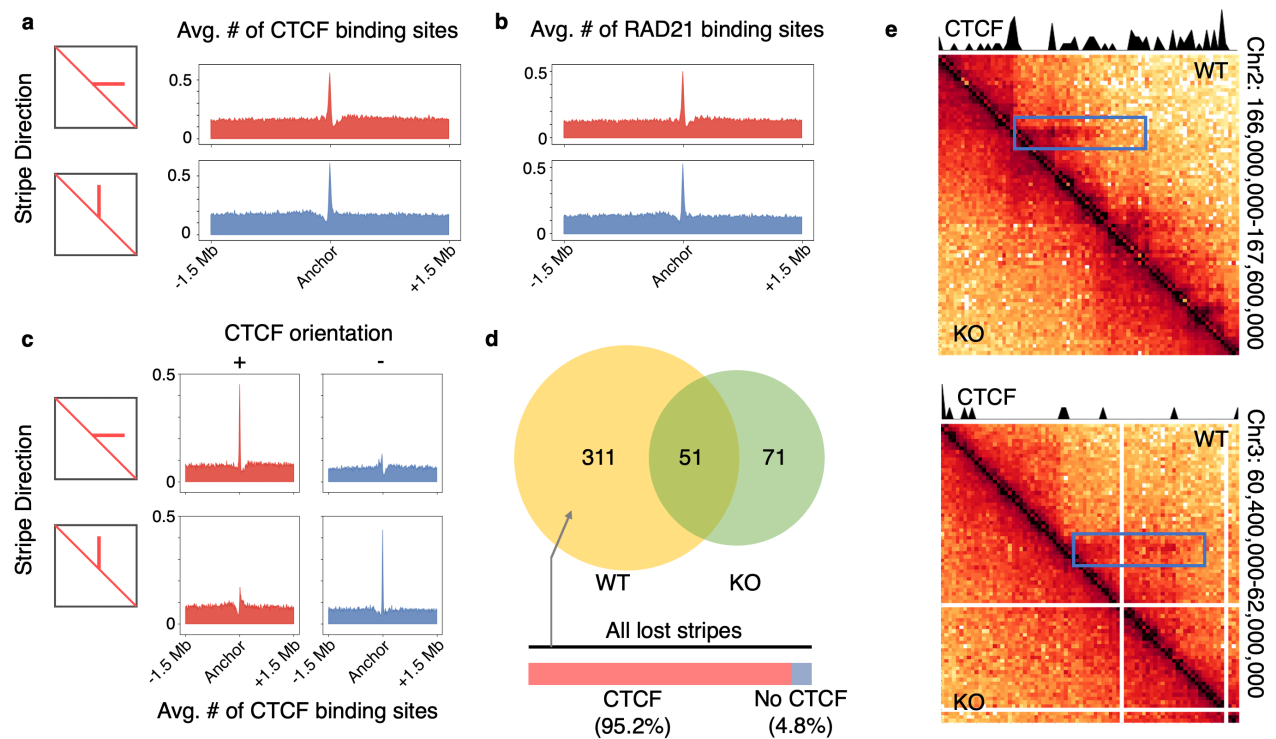 a
Avg. # of CTCF binding sites
Stripe Direction
0.5
0
0.5
0
-1.5 Mb
Anchor
+1.5 Mb
b
Avg. # of RAD21 binding sites
0.5
0
0.5
0
-1.5 Mb
Anchor
+1.5 Mb
c
CTCF orientation
+
-
Stripe Direction
0.5
0
0.5
0
-1.5 Mb
Anchor
+1.5 Mb
-1.5 Mb
Anchor
+1.5 Mb
Avg. # of CTCF binding sites
d
311
51
71
WT
KO
All lost stripes
CTCF
(95.2%)
No CTCF
(4.8%)
e
CTCF
WT
KO
Chr2: 166,000,000-167,600,000
CTCF
WT
KO
Chr3: 60,400,000-62,000,000